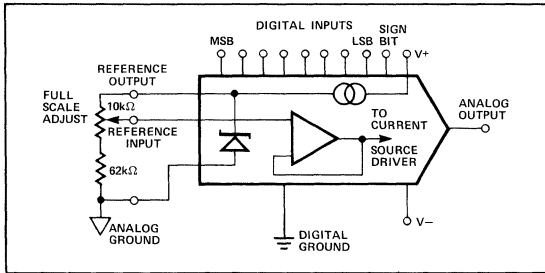 DIGITAL INPUTS
MSB
LSB
SIGN
BIT
V+
REFERENCE
OUTPUT
FULL
SCALE
ADJUST
10kΩ
REFERENCE
INPUT
TO
CURRENT
SOURCE
DRIVER
ANALOG
OUTPUT
62kΩ
ANALOG
GROUND
DIGITAL
GROUND
V−